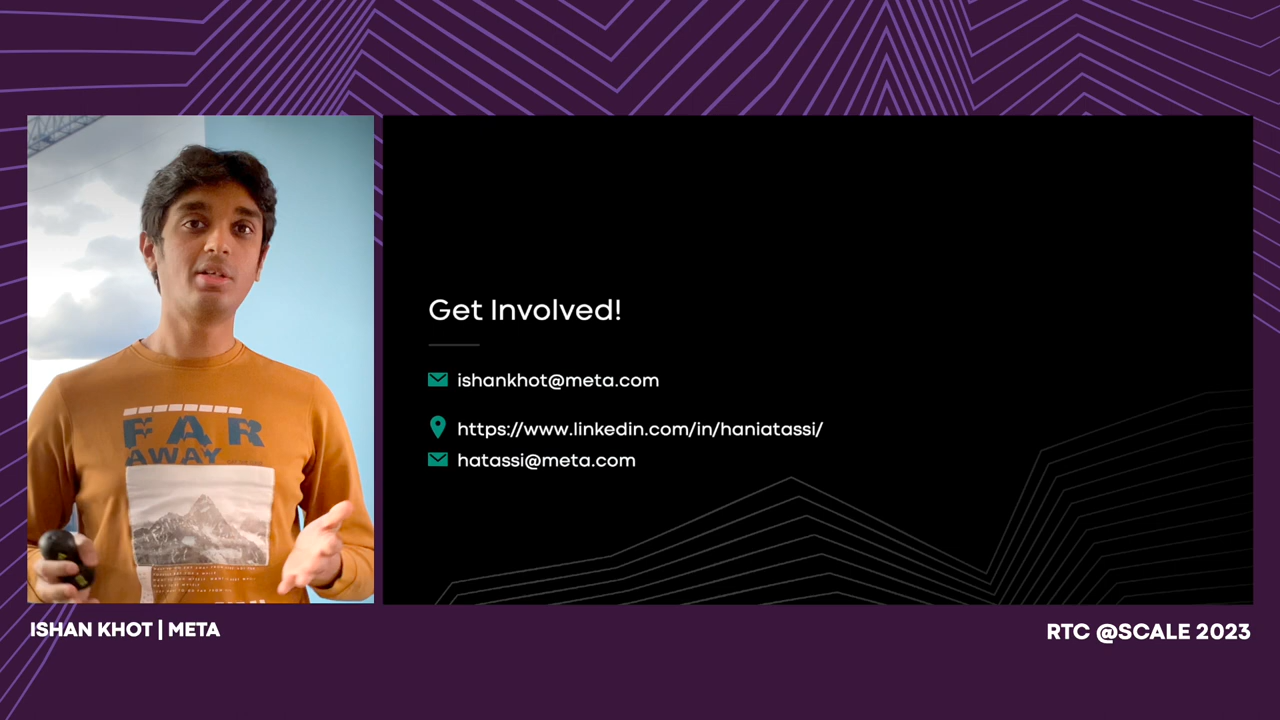 FAR
AWAY
Get Involved!
ishankhot@meta.com
https://www.linkedin.com/in/haniatassi/
hatassi@meta.com
ISHAN KHOT | META
RTC @SCALE 2023